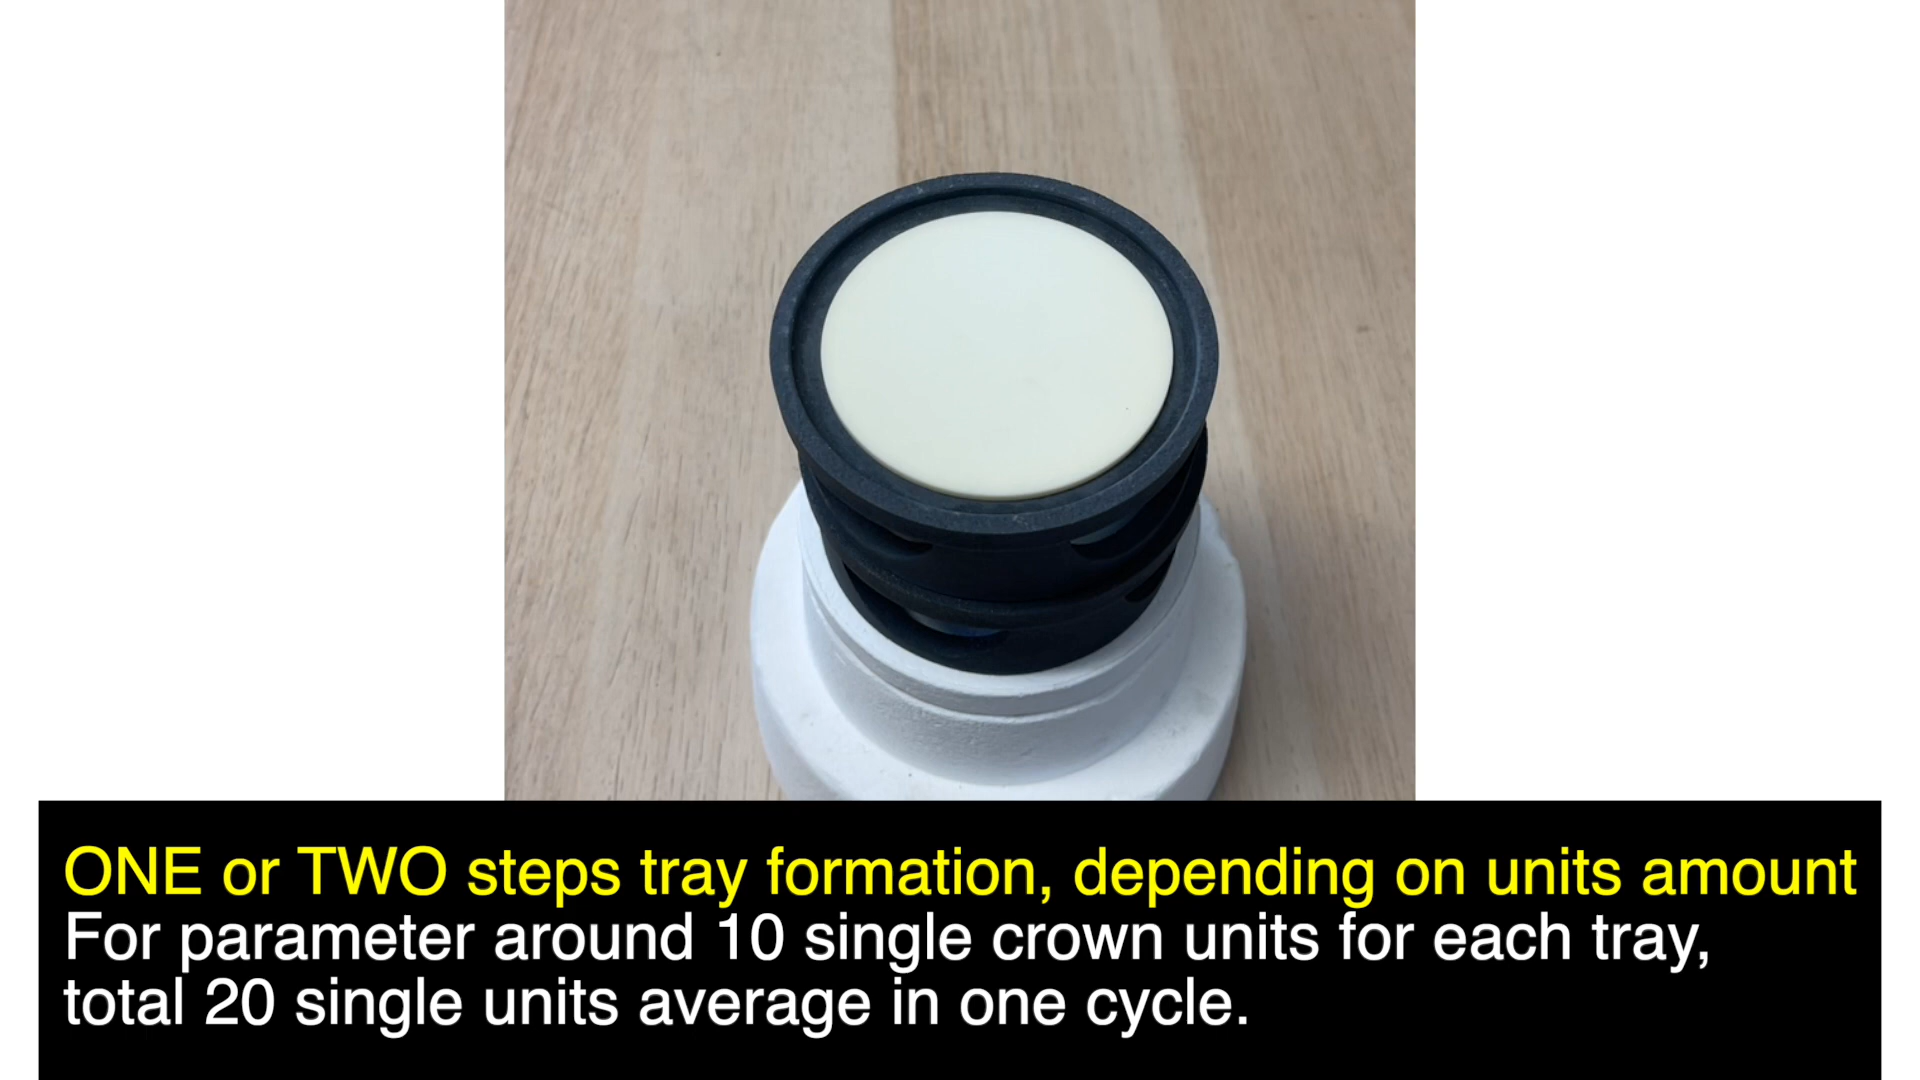 ONE or TWO steps tray formation, depending on units amount
For parameter around 10 single crown units for each tray,
total 20 single units average in one cycle.